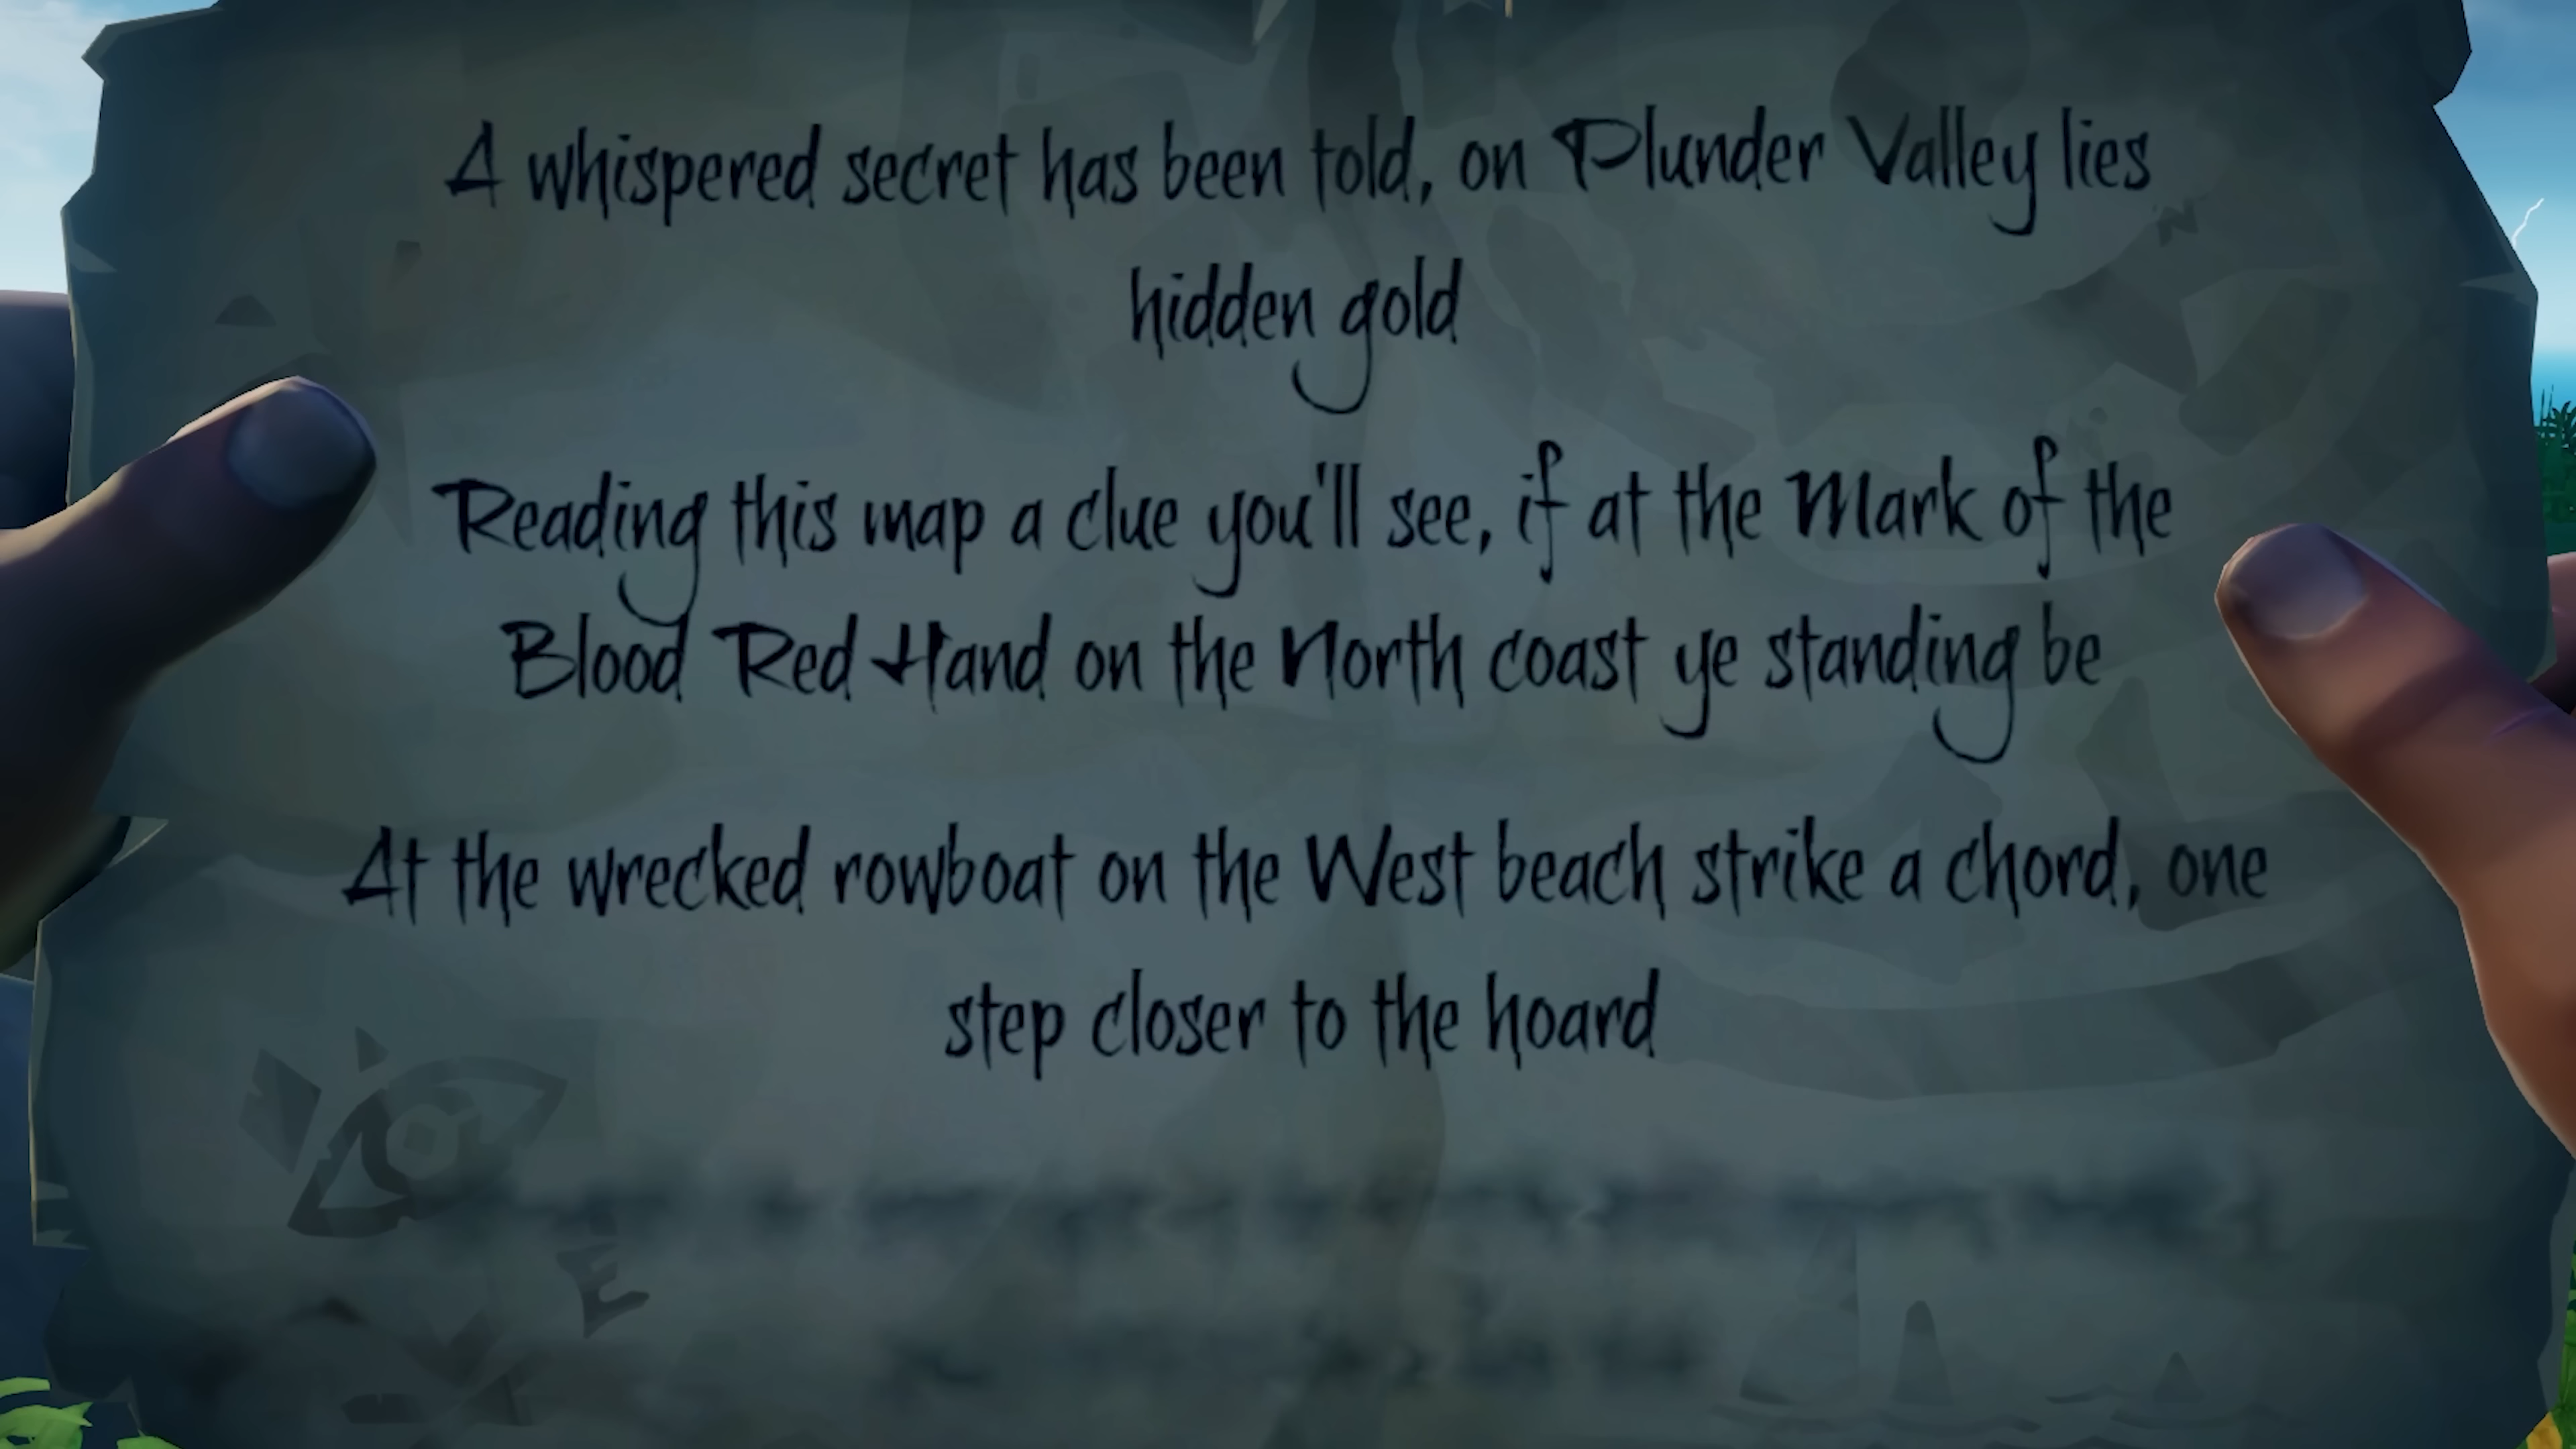 A whispered secret has been told, on Plunder Valley lies
hidden gold
Reading this map a clue you'll see, if at the Mark of the
Blood Red Hand on the North coast ye standing be
At the wrecked rowboat on the West beach strike a chord, one
step closer to the hoard
N
E